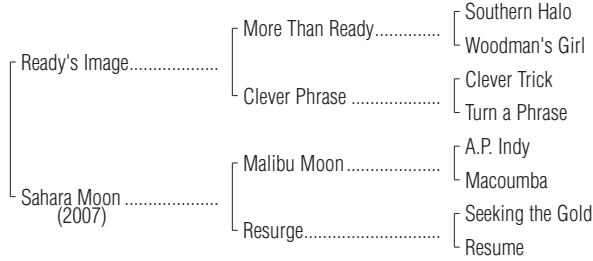 Southern Halo
More Than Ready..............
Woodman's Girl
Ready's Image...................
Clever Trick
Clever Phrase ...................
Turn a Phrase
A.P. Indy
Malibu Moon....................
Macoumba
Sahara Moon ....................
(2007)
Seeking the Gold
Resurge.............................
Resume